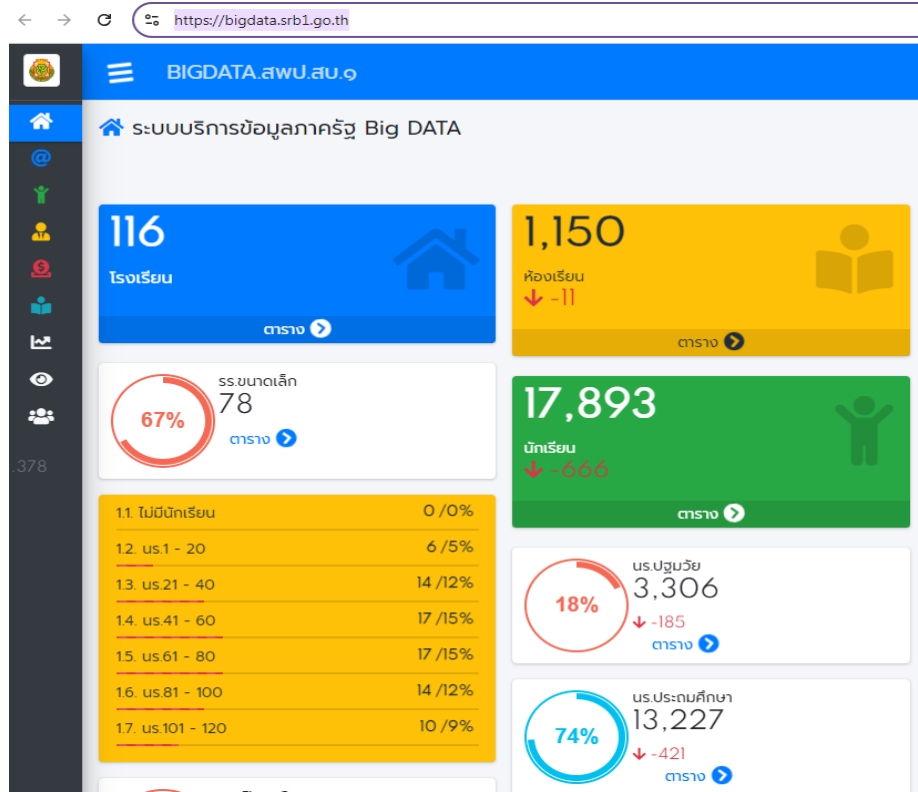 https://bigdata.srb1.go.th
BIGDATA.สพป.สบ.๑
ระบบบริการข้อมูลภาครัฐ Big DATA
116
โรงเรียน
ตาราง
67%
รร.ขนาดเล็ก
78
ตาราง
1.1. ไม่มีนักเรียน 0 /0%
1.2. นร.1 - 20 6 /5%
1.3. นร.21 - 40 14 /12%
1.4. นร.41 - 60 17 /15%
1.5. นร.61 - 80 17 /15%
1.6. นร.81 - 100 14 /12%
1.7. นร.101 - 120 10 /9%
1,150
ห้องเรียน
-11
ตาราง
17,893
นักเรียน
-666
ตาราง
18%
นร.ปฐมวัย
3,306
-185
ตาราง
74%
นร.ประถมศึกษา
13,227
-421
ตาราง
.378